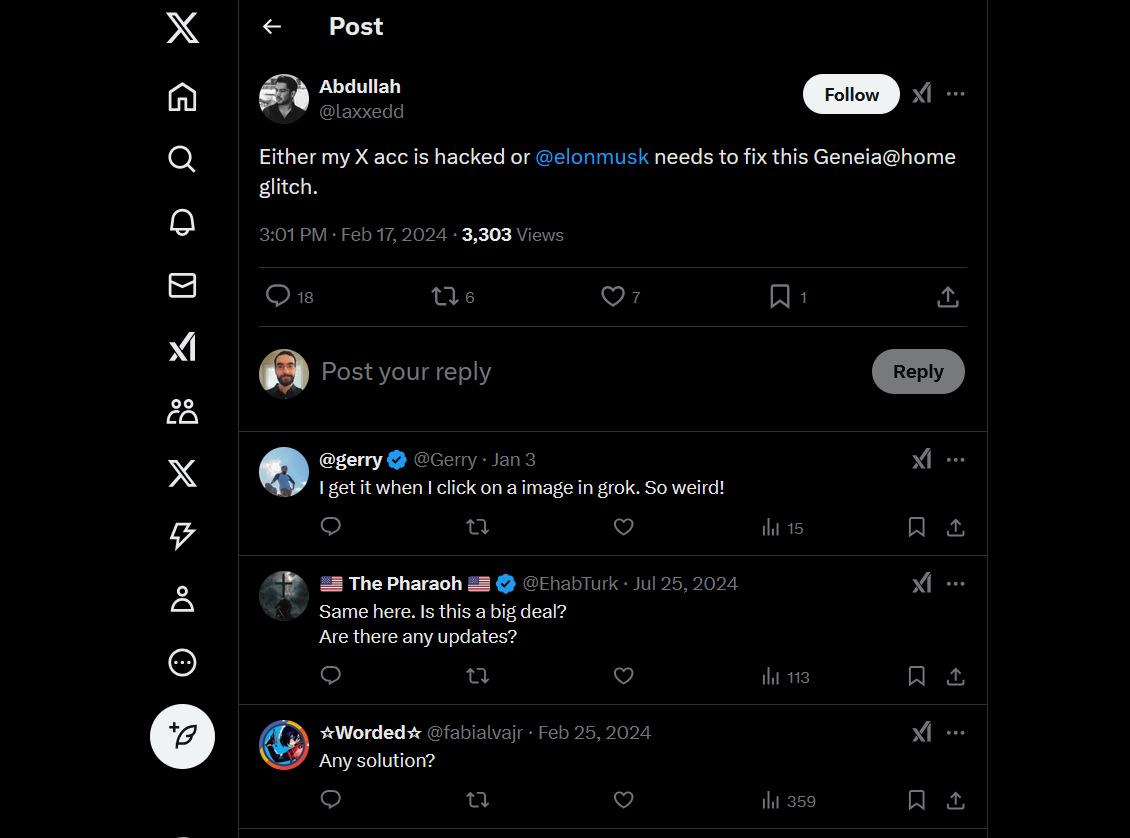 Post
Abdullah
@laxxedd
Follow
Either my X acc is hacked or @elonmusk needs to fix this Geneia@home
glitch.
3:01 PM · Feb 17, 2024 · 3,303 Views
18 6 7 1
Post your reply
Reply
@gerry @Gerry · Jan 3
I get it when I click on a image in grok. So weird!
15
🇺🇸 The Pharaoh 🇺🇸 @EhabTurk · Jul 25, 2024
Same here. Is this a big deal?
Are there any updates?
113
☆Worded☆ @fabialvajr · Feb 25, 2024
Any solution?
359